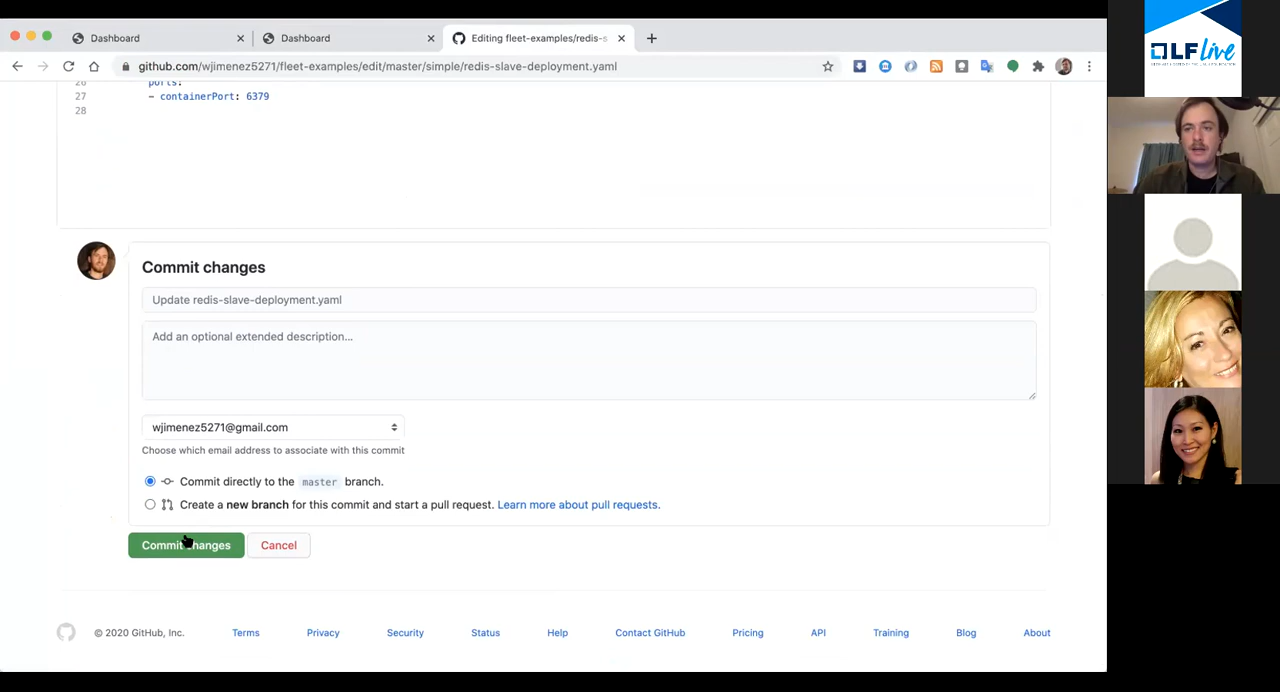 Dashboard
Dashboard
Editing fleet-examples/redis-s
github.com/wjimenez5271/fleet-examples/edit/master/simple/redis-slave-deployment.yaml
26 ports:
27 - containerPort: 6379
28
Commit changes
Update redis-slave-deployment.yaml
Add an optional extended description...
wjimenez5271@gmail.com
Choose which email address to associate with this commit
Commit directly to the master branch.
Create a new branch for this commit and start a pull request. Learn more about pull requests.
Commit changes
Cancel
© 2020 GitHub, Inc.
Terms
Privacy
Security
Status
Help
Contact GitHub
Pricing
API
Training
Blog
About
LF Live